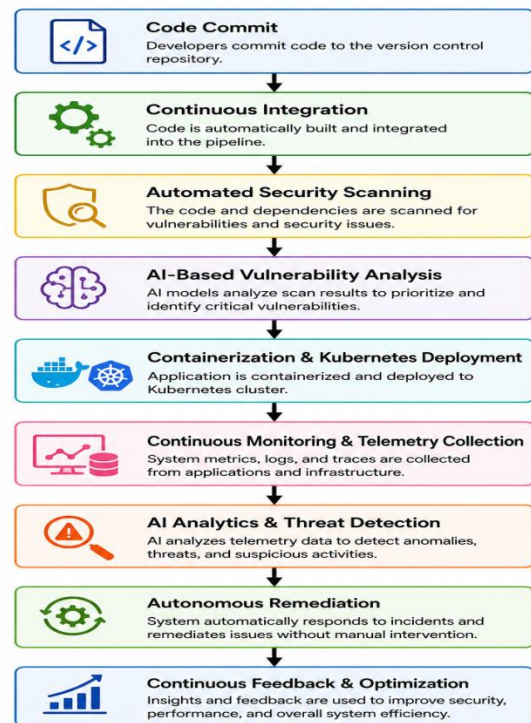 Code Commit
Developers commit code to the version control
repository.
Continuous Integration
Code is automatically built and integrated
into the pipeline.
Automated Security Scanning
The code and dependencies are scanned for
vulnerabilities and security issues.
AI-Based Vulnerability Analysis
AI models analyze scan results to prioritize and
identify critical vulnerabilities.
Containerization & Kubernetes Deployment
Application is containerized and deployed to
Kubernetes cluster.
Continuous Monitoring & Telemetry Collection
System metrics, logs, and traces are collected
from applications and infrastructure.
AI Analytics & Threat Detection
AI analyzes telemetry data to detect anomalies,
threats, and suspicious activities.
Autonomous Remediation
System automatically responds to incidents and
remediates issues without manual intervention.
Continuous Feedback & Optimization
Insights and feedback are used to improve security,
performance, and overall system efficiency.